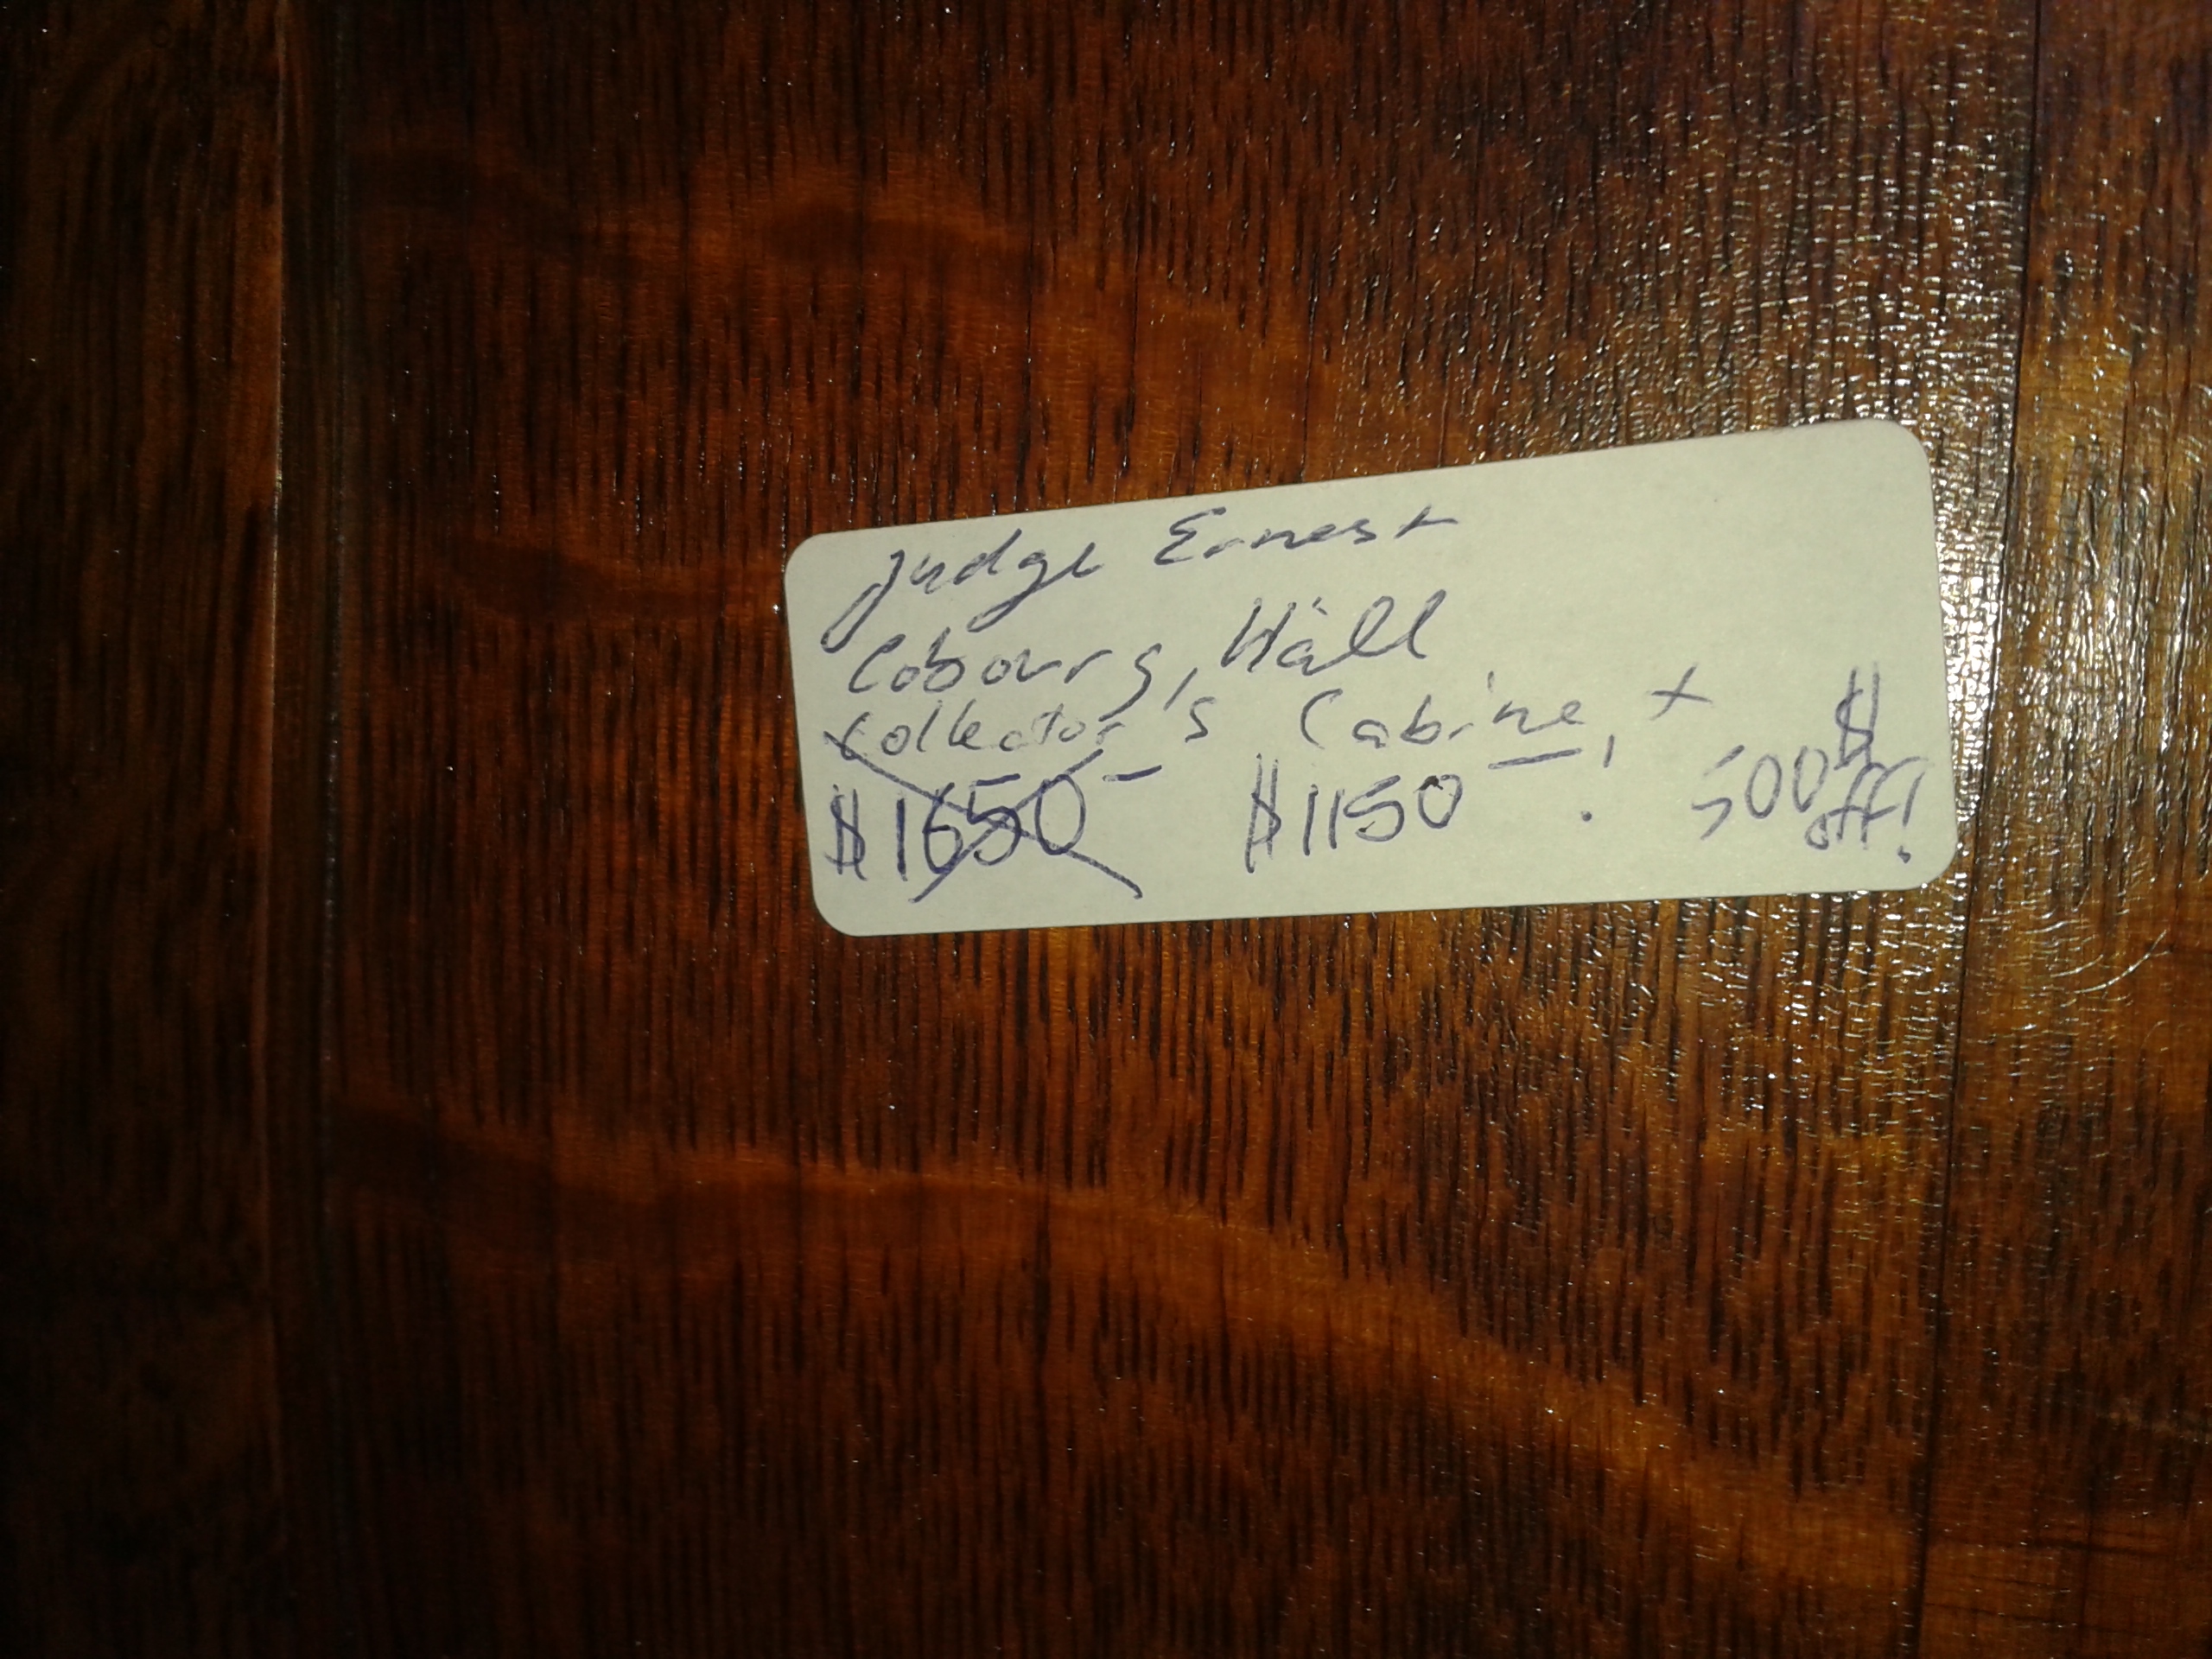 Judge Ernest
Cobourg, Hall
Collector's Cabinet
$1650- $1150-. 500$
off!